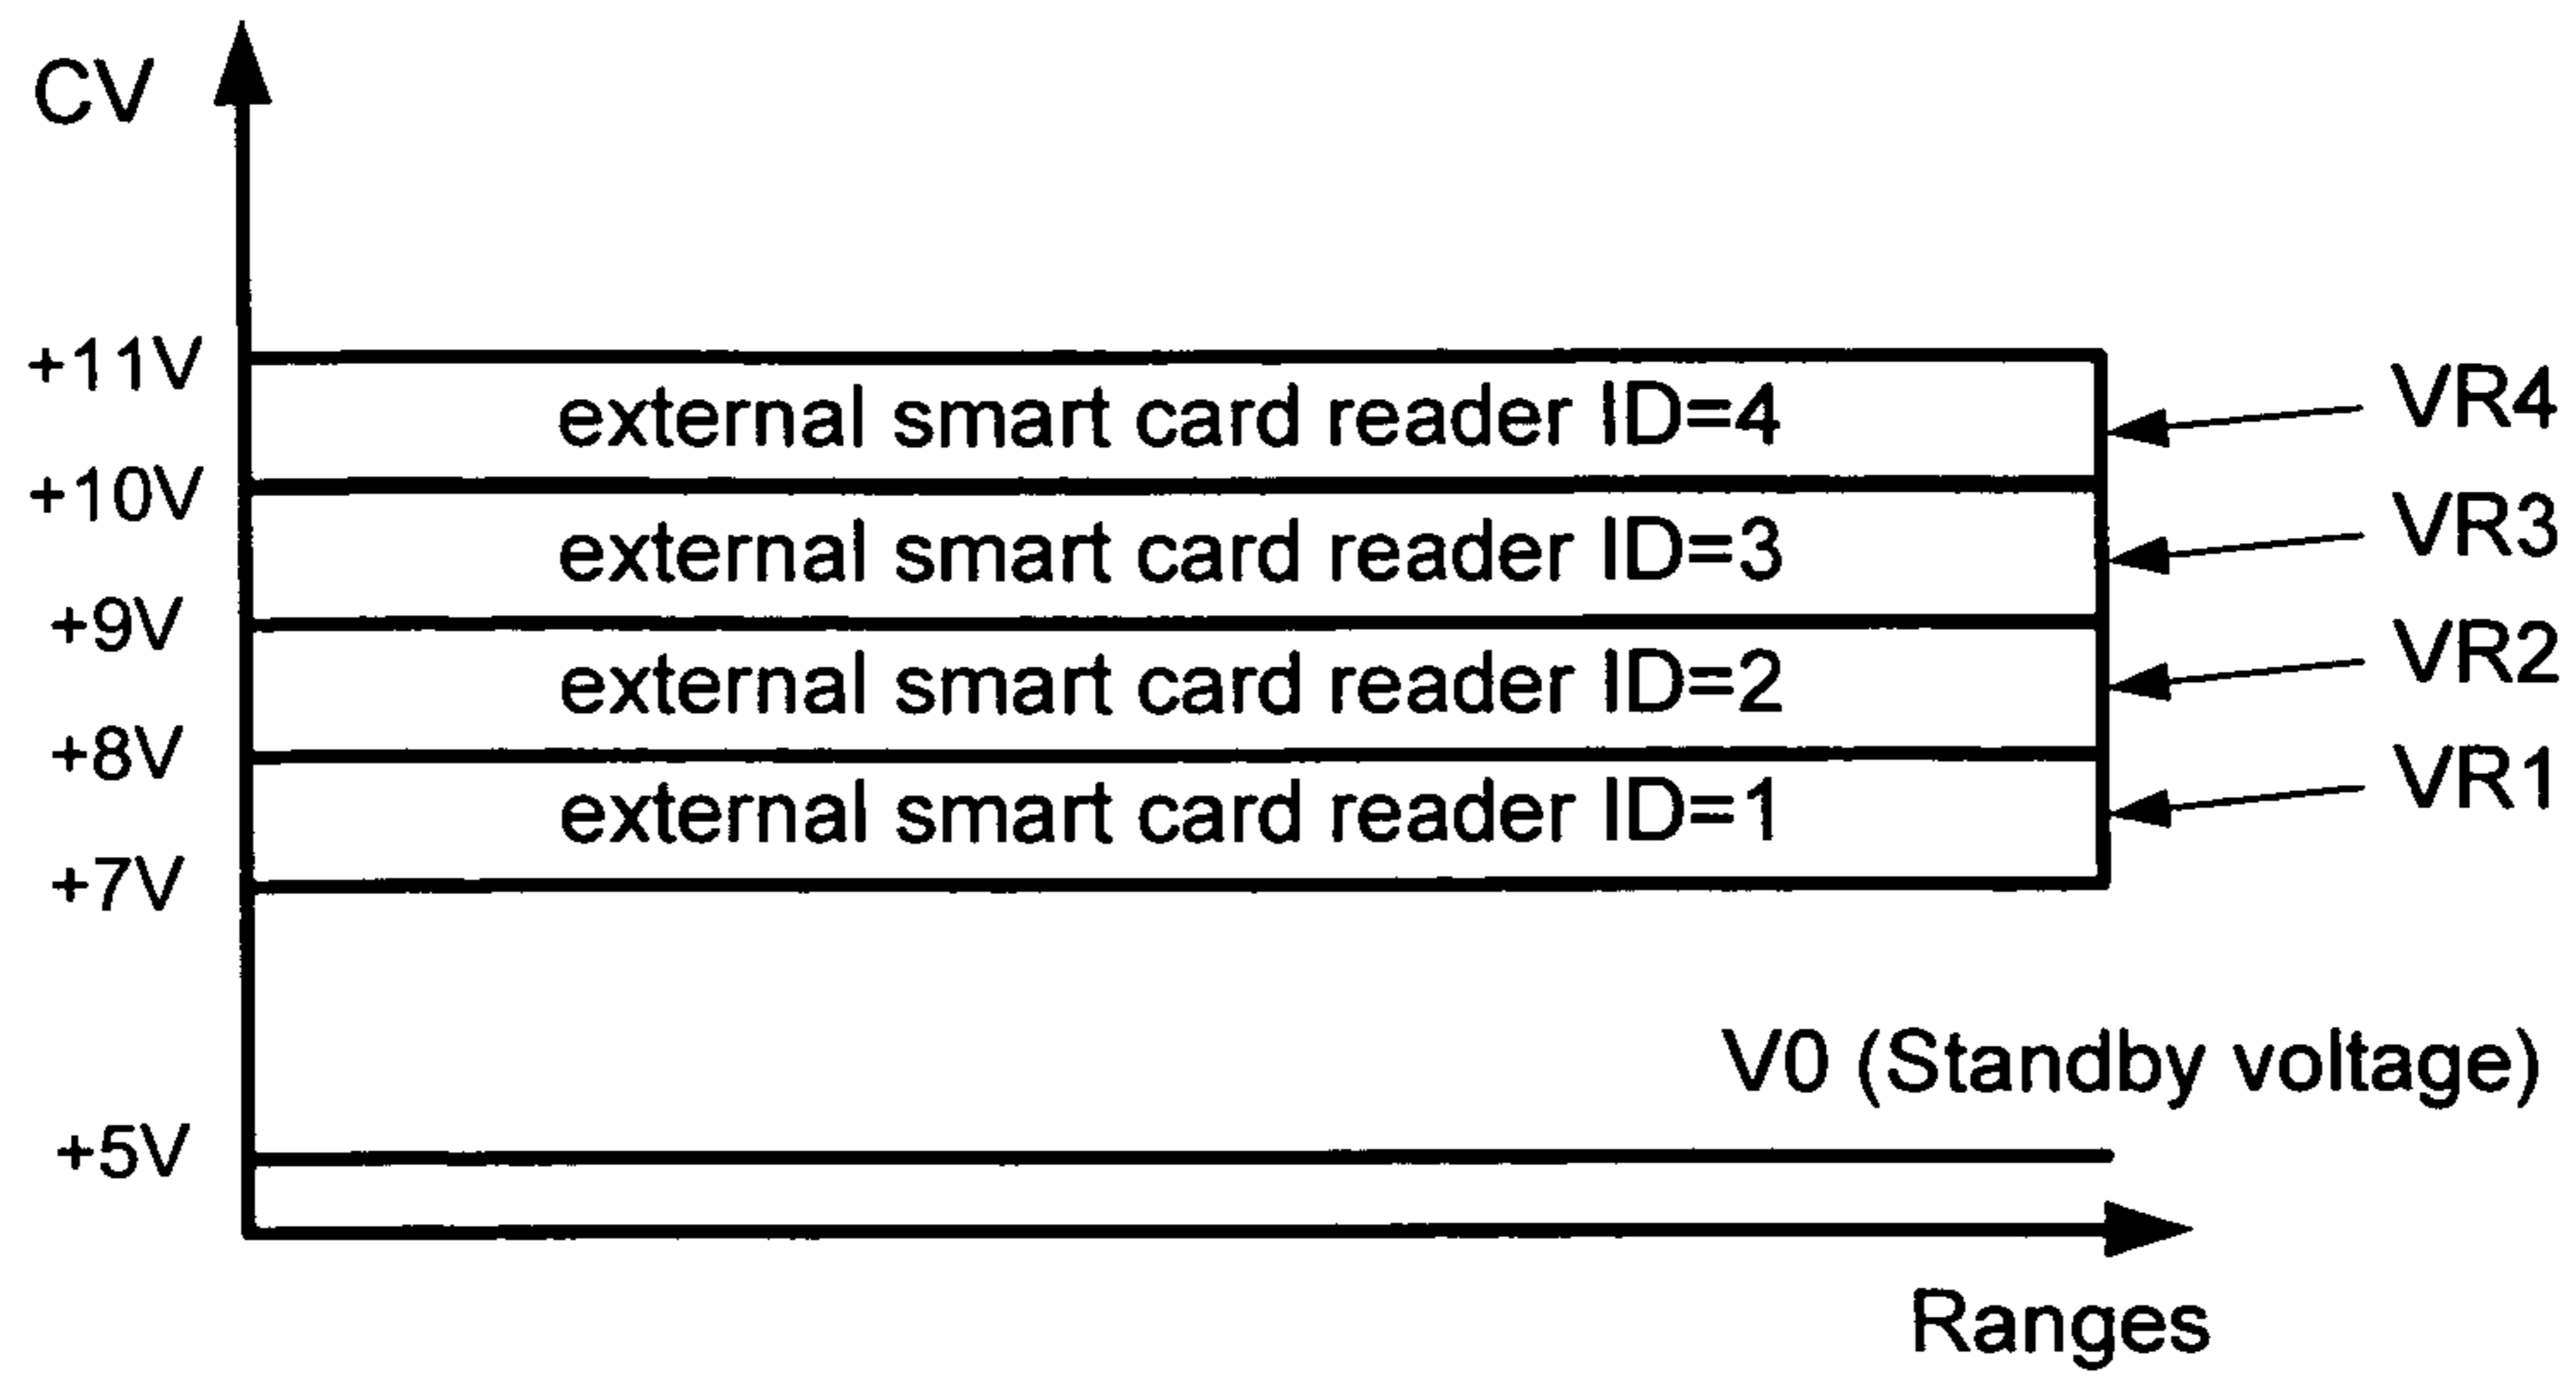 CV
+11V
external smart card reader ID=4
VR4
+10V
external smart card reader ID=3
VR3
+9V
external smart card reader ID=2
VR2
+8V
external smart card reader ID=1
VR1
+7V
V0 (Standby voltage)
+5V
Ranges